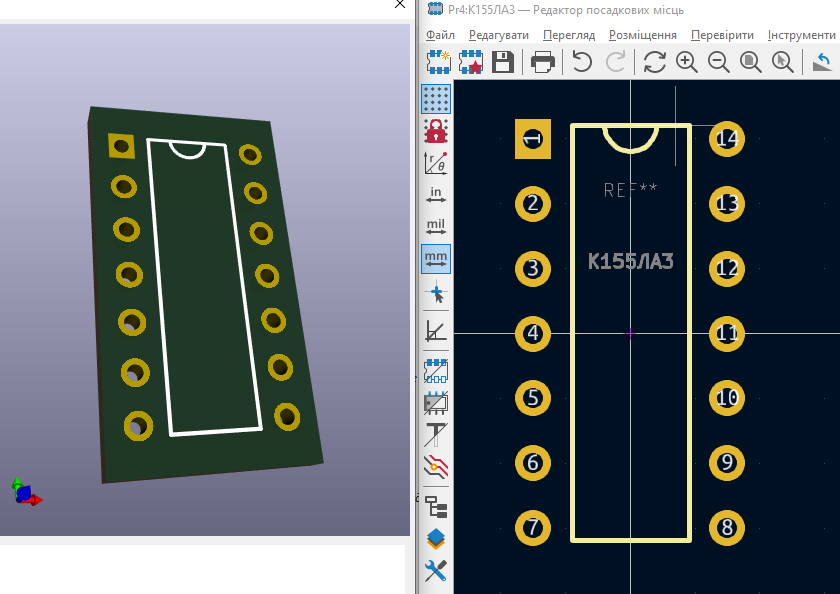 Pr4:К155ЛА3 — Редактор посадкових місць
Файл Редагувати Перегляд Розміщення Перевірити Інструменти
in
mil
mm
r
θ
1 14
REF**
2 13
К155ЛА3
3 12
4 11
5 10
6 9
7 8